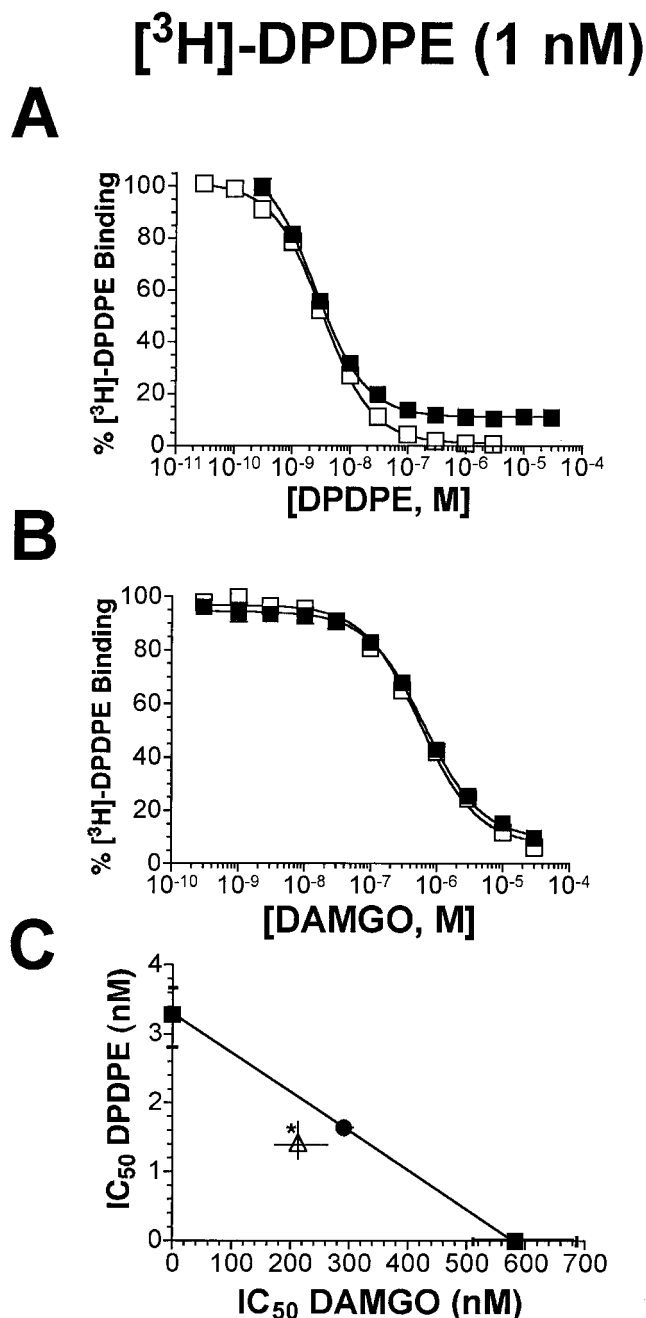 [³H]-DPDPE (1 nM)
A
% [³H]-DPDPE Binding
100
80
60
40
20
0
10⁻¹¹ 10⁻¹⁰ 10⁻⁹ 10⁻⁸ 10⁻⁷ 10⁻⁶ 10⁻⁵ 10⁻⁴
[DPDPE, M]
B
% [³H]-DPDPE Binding
100
80
60
40
20
0
10⁻¹⁰ 10⁻⁹ 10⁻⁸ 10⁻⁷ 10⁻⁶ 10⁻⁵ 10⁻⁴
[DAMGO, M]
C
IC₅₀ DPDPE (nM)
4
3
2
1
0
*
0 100 200 300 400 500 600 700
IC₅₀ DAMGO (nM)